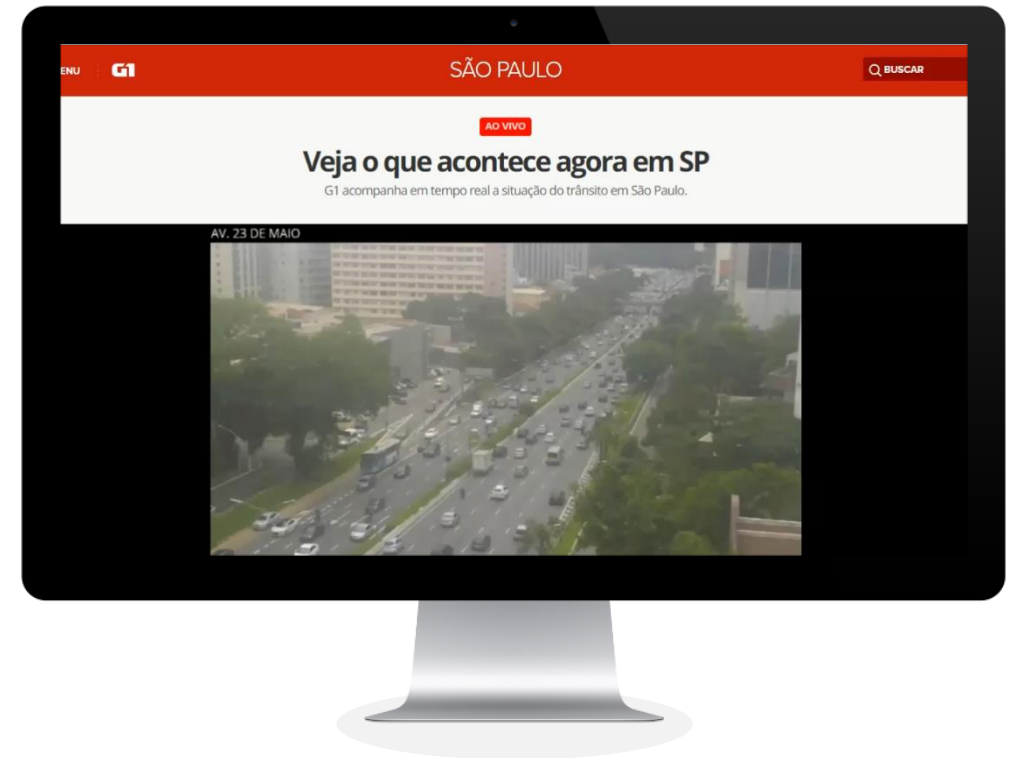 ENU
G1
SÃO PAULO
BUSCAR
AO VIVO
Veja o que acontece agora em SP
G1 acompanha em tempo real a situação do trânsito em São Paulo.
AV. 23 DE MAIO